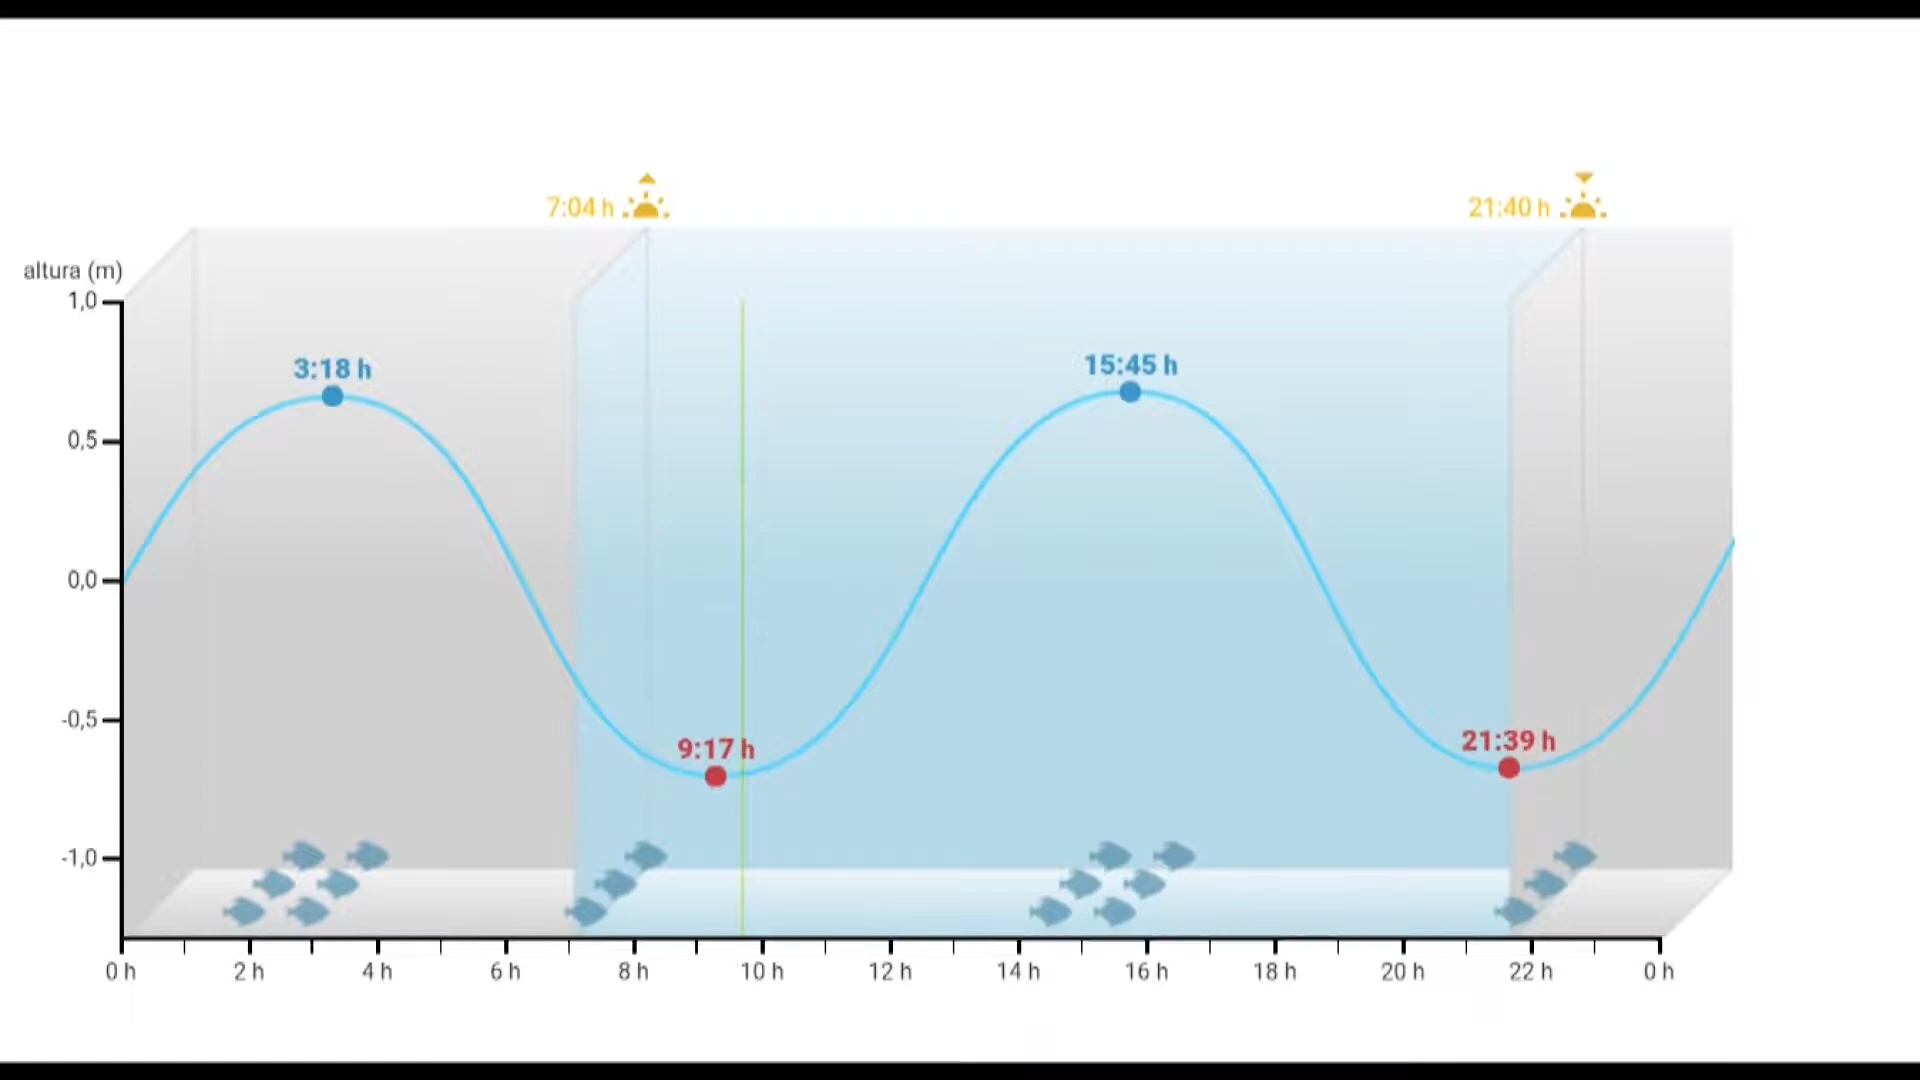 7:04 h
21:40 h
altura (m)
1,0
3:18 h
15:45 h
0,5
0,0
-0,5
9:17 h
21:39 h
-1,0
0 h 2 h 4 h 6 h 8 h 10 h 12 h 14 h 16 h 18 h 20 h 22 h 0 h